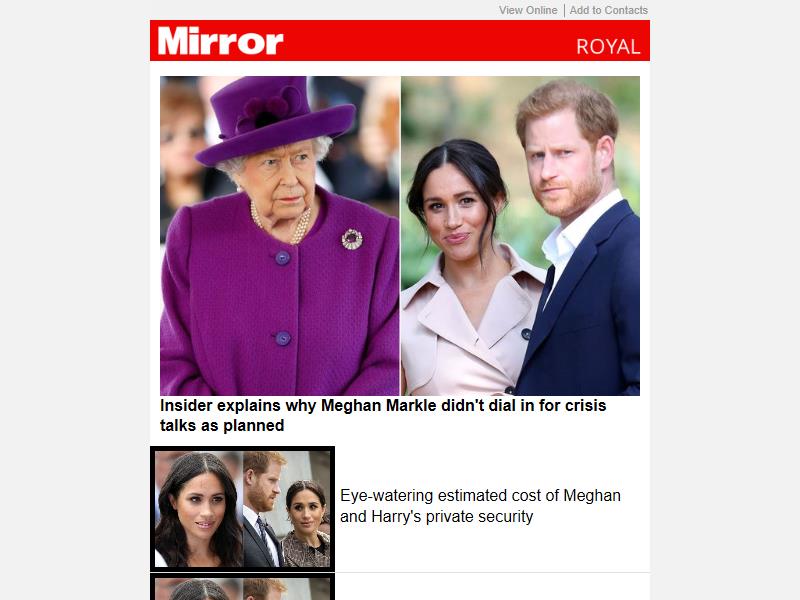 View Online | Add to Contacts
Mirror
ROYAL
Insider explains why Meghan Markle didn't dial in for crisis
talks as planned
Eye-watering estimated cost of Meghan
and Harry's private security